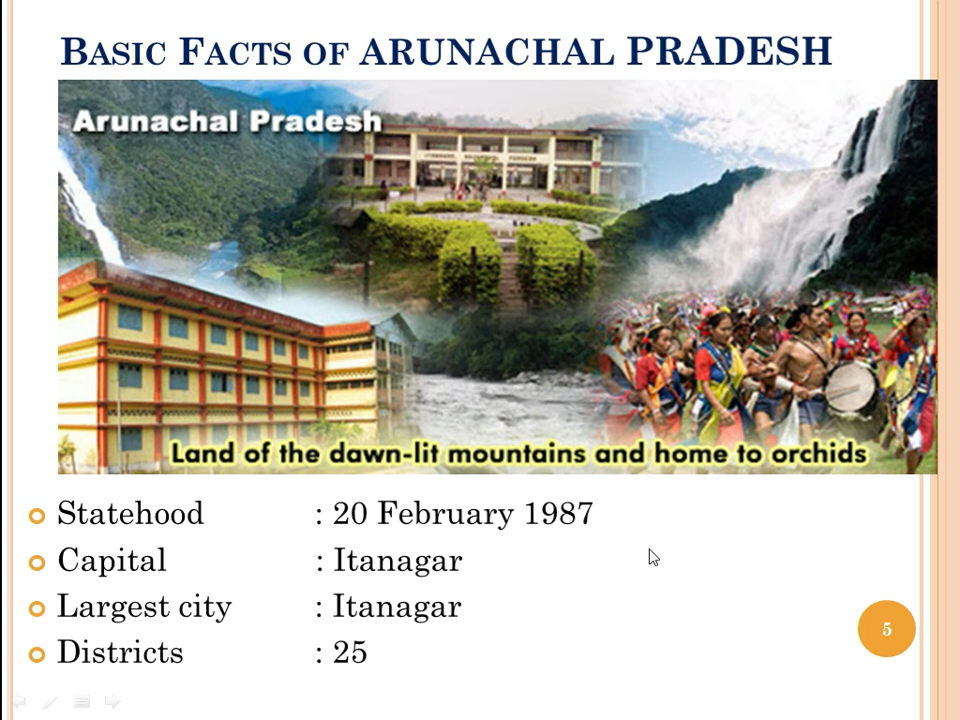 BASIC FACTS OF ARUNACHAL PRADESH
Arunachal Pradesh
Land of the dawn-lit mountains and home to orchids
Statehood : 20 February 1987
Capital : Itanagar
Largest city : Itanagar
Districts : 25
5